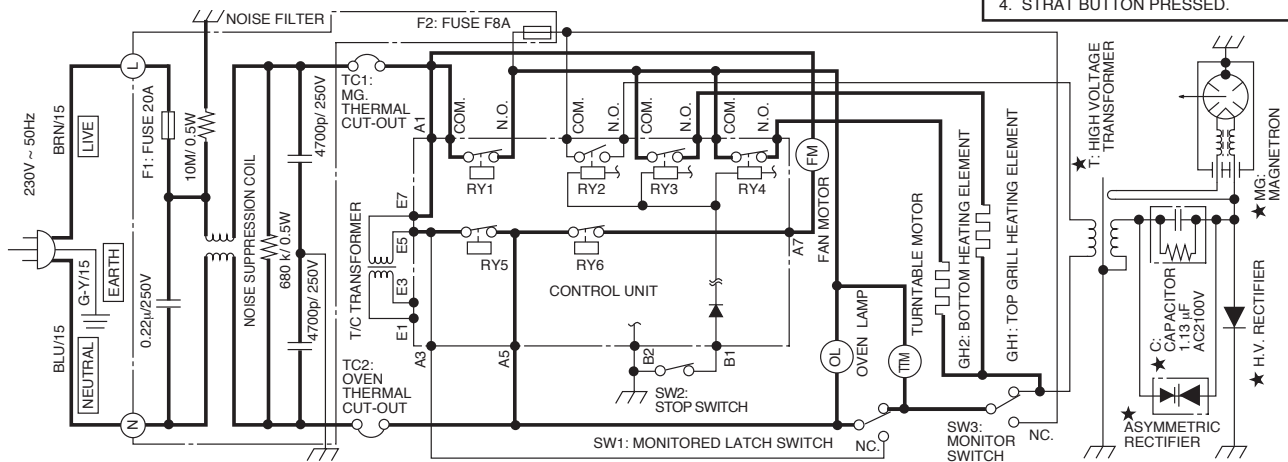 4. STRAT BUTTON PRESSED.
NOISE FILTER
F2: FUSE F8A
230V ~ 50Hz
BRN/15
LIVE
L
F1: FUSE 20A
10M/ 0.5W
G-Y/15
EARTH
BLU/15
NEUTRAL
N
0.22μ/250V
NOISE SUPPRESSION COIL
680 k/ 0.5W
4700p/ 250V
4700p/ 250V
TC1:
MG.
THERMAL
CUT-OUT
TC2:
OVEN
THERMAL
CUT-OUT
T/C TRANSFORMER
A1
COM.
N.O.
COM.
N.O.
COM.
COM.
N.O.
RY1
RY2
RY3
RY4
E7
E5
E3
E1
RY5
RY6
A7
CONTROL UNIT
A3
A5
B2
B1
SW2:
STOP SWITCH
FM
FAN MOTOR
OL
OVEN LAMP
TTM
TURNTABLE MOTOR
GH2: BOTTOM HEATING ELEMENT
GH1: TOP GRILL HEATING ELEMENT
SW1: MONITORED LATCH SWITCH
NC.
SW3:
MONITOR
SWITCH
NC.
★ T: HIGH VOLTAGE
TRANSFORMER
★ MG:
MAGNETRON
★ C:
CAPACITOR
1.13 μF
AC2100V
★ H.V. RECTIFIER
★ ASYMMETRIC
RECTIFIER